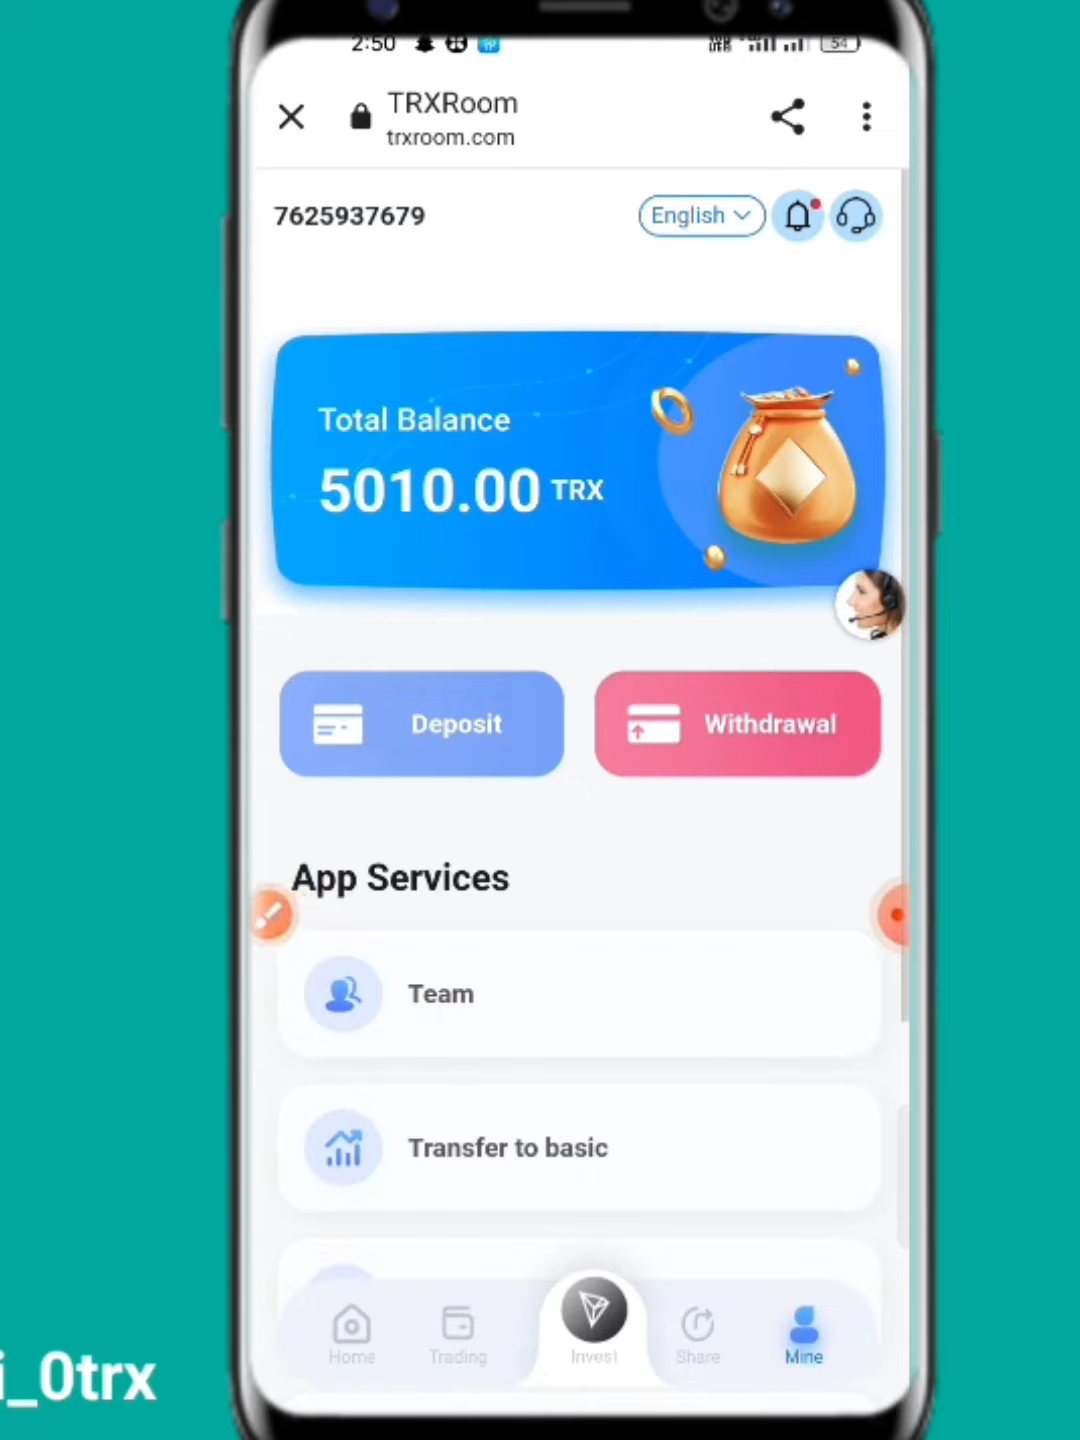 2:50
54
TRXRoom
trxroom.com
7625937679
English
Total Balance
5010.00 TRX
Deposit
Withdrawal
App Services
Team
Transfer to basic
Home
Trading
Invest
Share
Mine
i_0trx